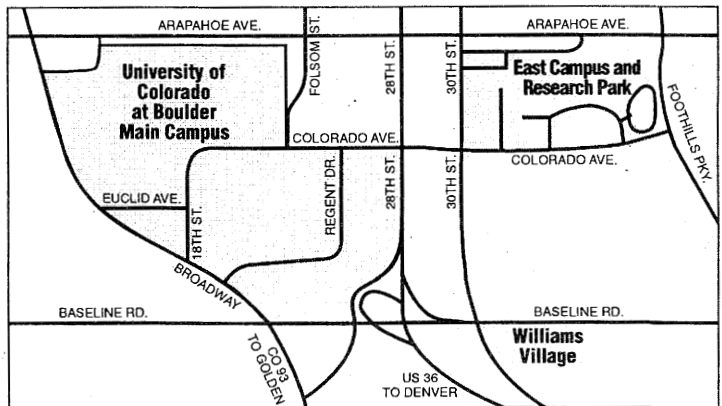 ARAPAHOE AVE.
ARAPAHOE AVE.
FOLSOM ST.
28TH ST.
30TH ST.
University of
Colorado
at Boulder
Main Campus
East Campus and
Research Park
FOOTHILLS PKY.
COLORADO AVE.
COLORADO AVE.
EUCLID AVE.
18TH ST.
REGENT DR.
28TH ST.
30TH ST.
BROADWAY
BASELINE RD.
BASELINE RD.
Williams
Village
CO 93
TO GOLDEN
US 36
TO DENVER